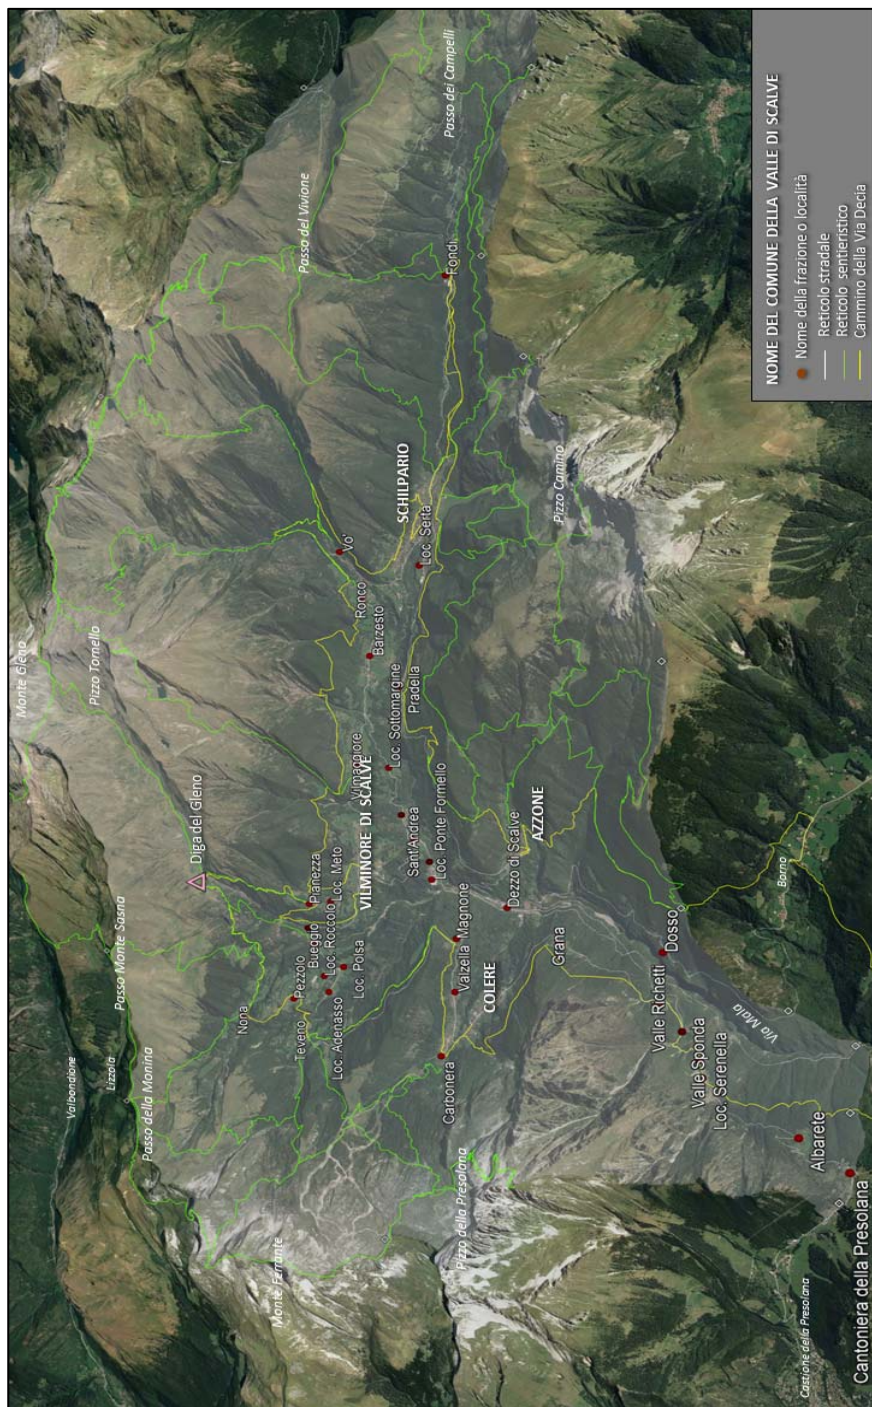 Monte Gleno
Pizzo Tornello
Passo del Vivione
Passo dei Campelli
Diga del Gleno
Passo Monte Sasna
Valbondione
Lizzola
Passo della Monina
Monte Ferrante
Nona
Pezzolo
Teveno
Bueggio
Pianezza
Loc. Roccolo
Loc. Meto
Loc. Polsa
Loc. Adenasso
VILMINORE DI SCALVE
Vilmaggiore
Barzesto
Ronco
Vo'
SCHILPARIO
Fondi
Loc. Serta
Pradella
Loc. Sottomargine
Sant'Andrea
Loc. Ponte Formello
Magnone
Valzella
Carbonera
COLERE
Dezzo di Scalve
AZZONE
Pizzo Camino
Pizzo della Presolana
Grana
Dosso
Valle Richetti
Valle Sponda
Loc. Serenella
Via Mala
Borno
Albarete
Castione della Presolana
Cantoniera della Presolana
NOME DEL COMUNE DELLA VALLE DI SCALVE
Nome della frazione o località
Reticolo stradale
Reticolo sentieristico
Cammino della Via Decia